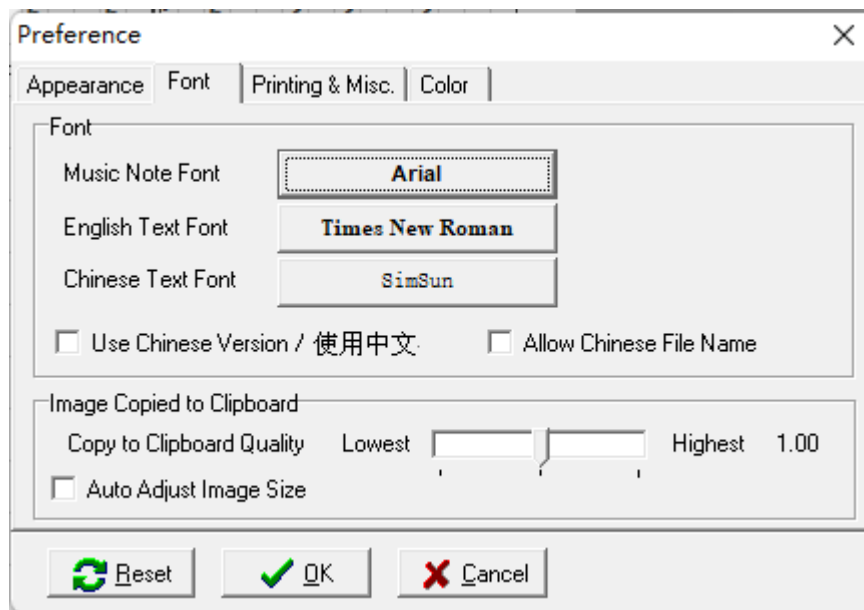 Preference
Appearance Font Printing & Misc. Color
Font
Music Note Font Arial
English Text Font Times New Roman
Chinese Text Font SimSun
Use Chinese Version / 使用中文 Allow Chinese File Name
Image Copied to Clipboard
Copy to Clipboard Quality Lowest Highest 1.00
Auto Adjust Image Size
Reset OK Cancel